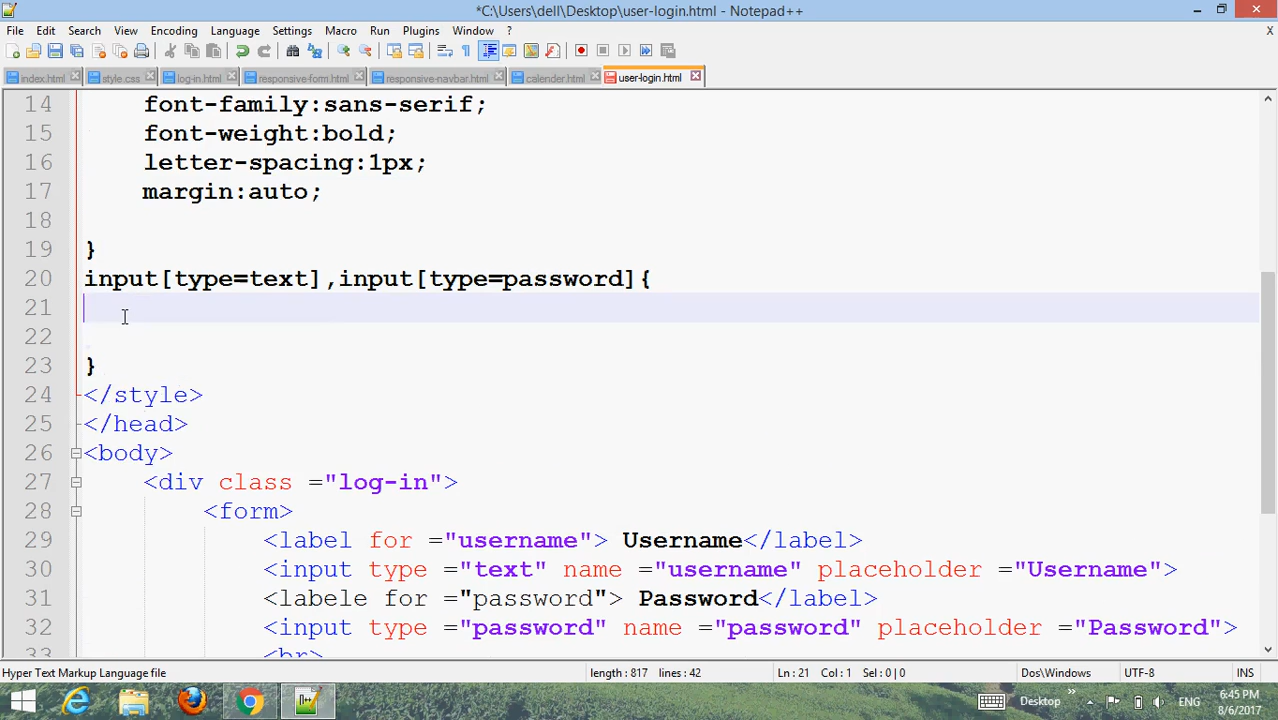 *C:\Users\dell\Desktop\user-login.html - Notepad++
File Edit Search View Encoding Language Settings Macro Run Plugins Window ? X
index.html style.css log-in.html responsive-form.html responsive-navbar.html calender.html user-login.html
14 font-family:sans-serif;
15 font-weight:bold;
16 letter-spacing:1px;
17 margin:auto;
18
19 }
20 input[type=text],input[type=password]{
21
22
23 }
24 </style>
25 </head>
26 <body>
27 <div class ="log-in">
28 <form>
29 <label for ="username"> Username</label>
30 <input type ="text" name ="username" placeholder ="Username">
31 <labele for ="password"> Password</label>
32 <input type ="password" name ="password" placeholder ="Password">
33 <br>
Hyper Text Markup Language file length : 817 lines : 42 Ln : 21 Col : 1 Sel : 0 | 0 Dos\Windows UTF-8 INS
Desktop ENG 6:45 PM
8/6/2017